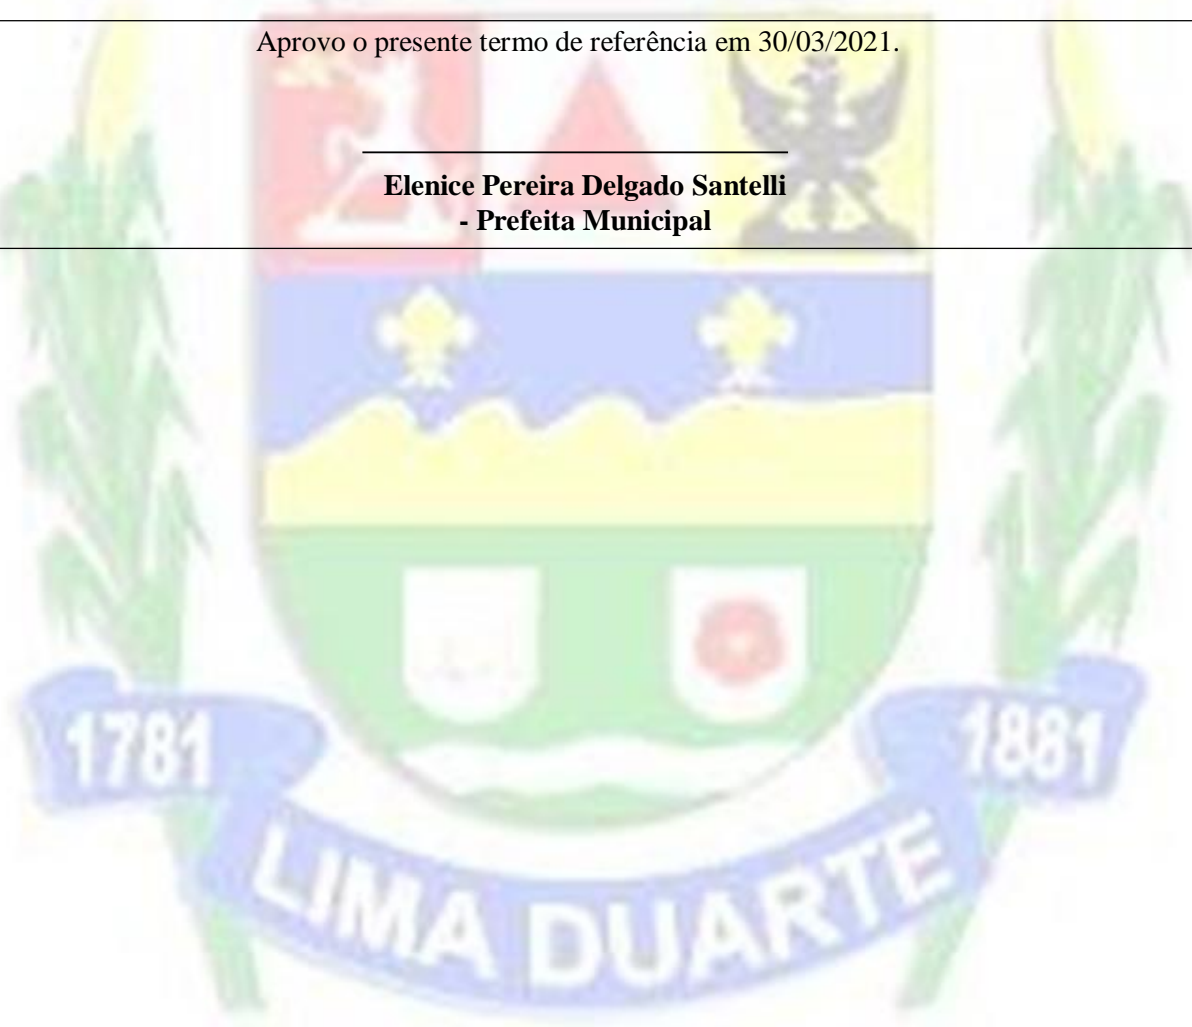 Aprovo o presente termo de referência em 30/03/2021.
Elenice Pereira Delgado Santelli
- Prefeita Municipal
1781
1881
LIMA DUARTE